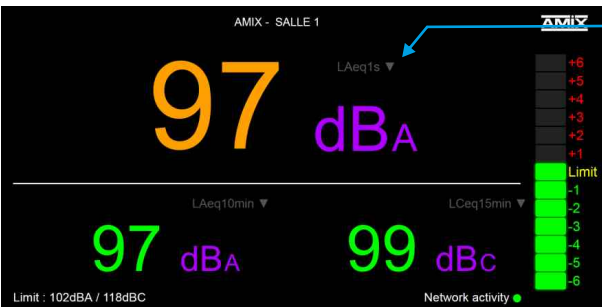 AMIX - SALLE 1
AMIX
LAeq1s ▼
97 dBA
+6
+5
+4
+3
+2
+1
Limit
-1
-2
-3
-4
-5
-6
LAeq10min ▼
97 dBA
LCeq15min ▼
99 dBC
Limit : 102dBA / 118dBC
Network activity